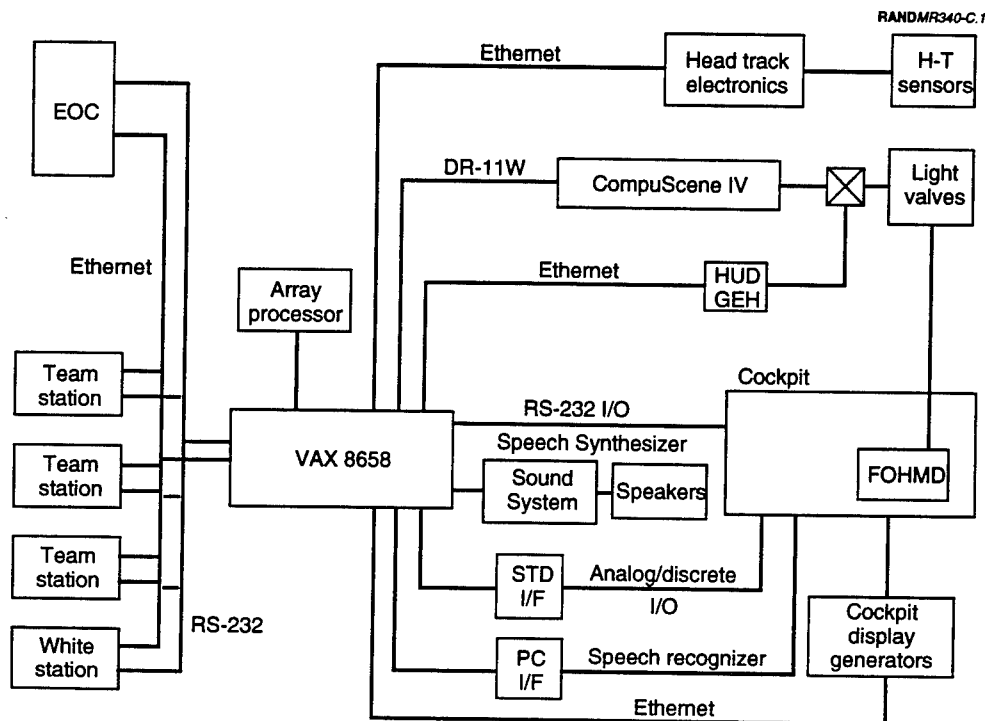 RANDMR340-C.1
EOC
Ethernet
Head track
electronics
H-T
sensors
DR-11W
CompuScene IV
Light
valves
Ethernet
Ethernet
HUD
GEH
Array
processor
Team
station
Cockpit
RS-232 I/O
VAX 8658
Speech Synthesizer
Sound
System
Speakers
FOHMD
Team
station
Team
station
STD
I/F
Analog/discrete
I/O
Cockpit
display
generators
White
station
RS-232
PC
I/F
Speech recognizer
Ethernet